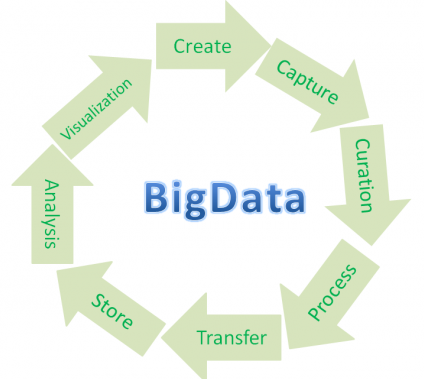 Create
Capture
Curation
Process
Transfer
Store
Analysis
Visualization
BigData